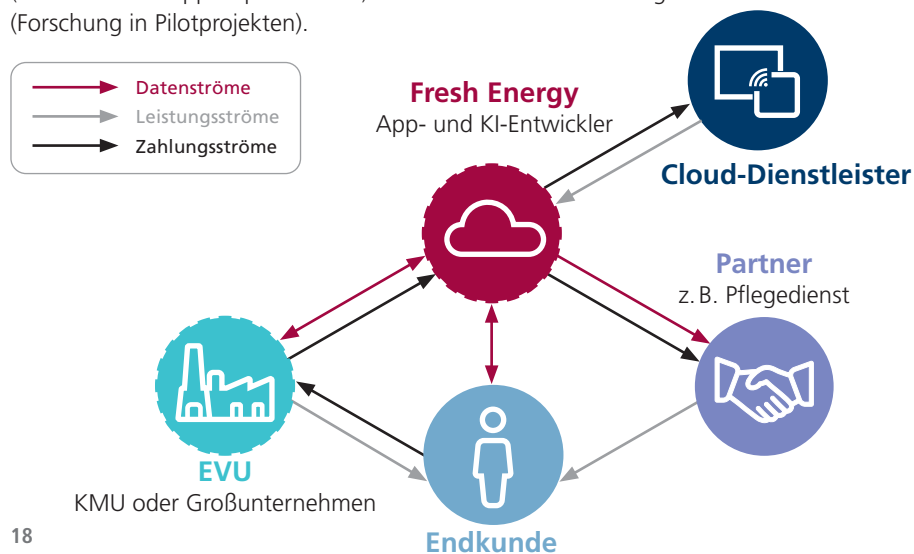 (Forschung in Pilotprojekten).
Datenströme
Leistungsströme
Zahlungsströme
Fresh Energy
App- und KI-Entwickler
Cloud-Dienstleister
Partner
z. B. Pflegedienst
EVU
KMU oder Großunternehmen
Endkunde
18